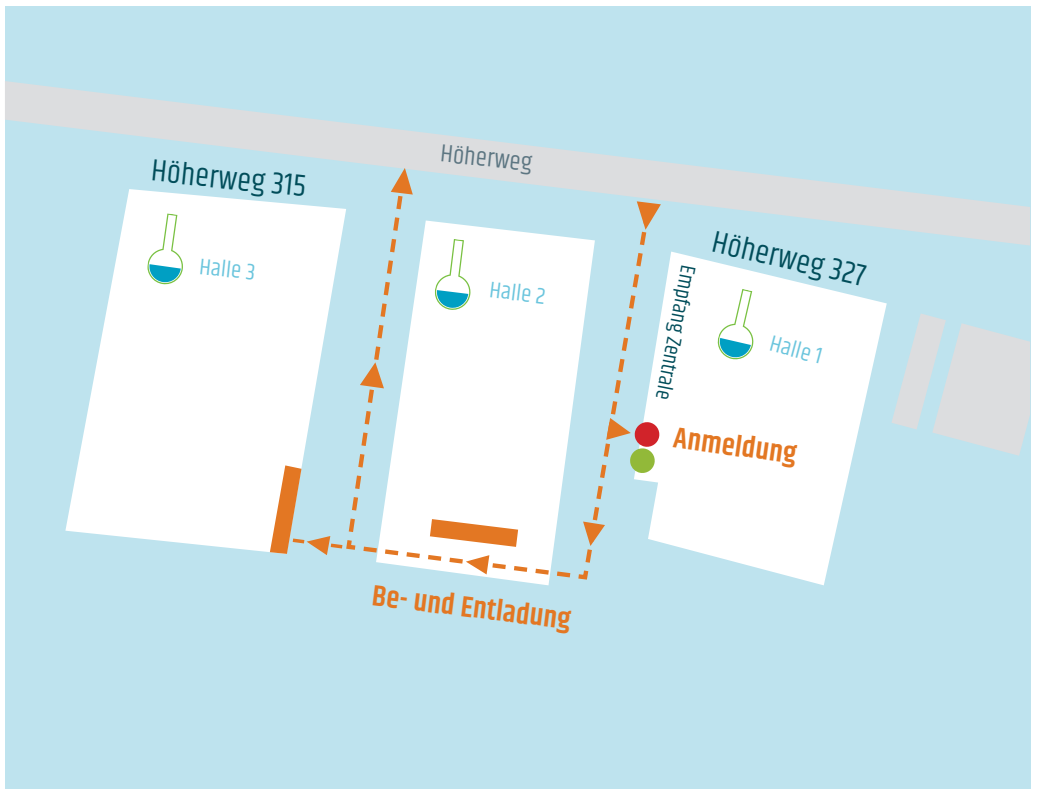 Höherweg
Höherweg 315
Höherweg 327
Halle 3
Halle 2
Halle 1
Empfang Zentrale
Anmeldung
Be- und Entladung